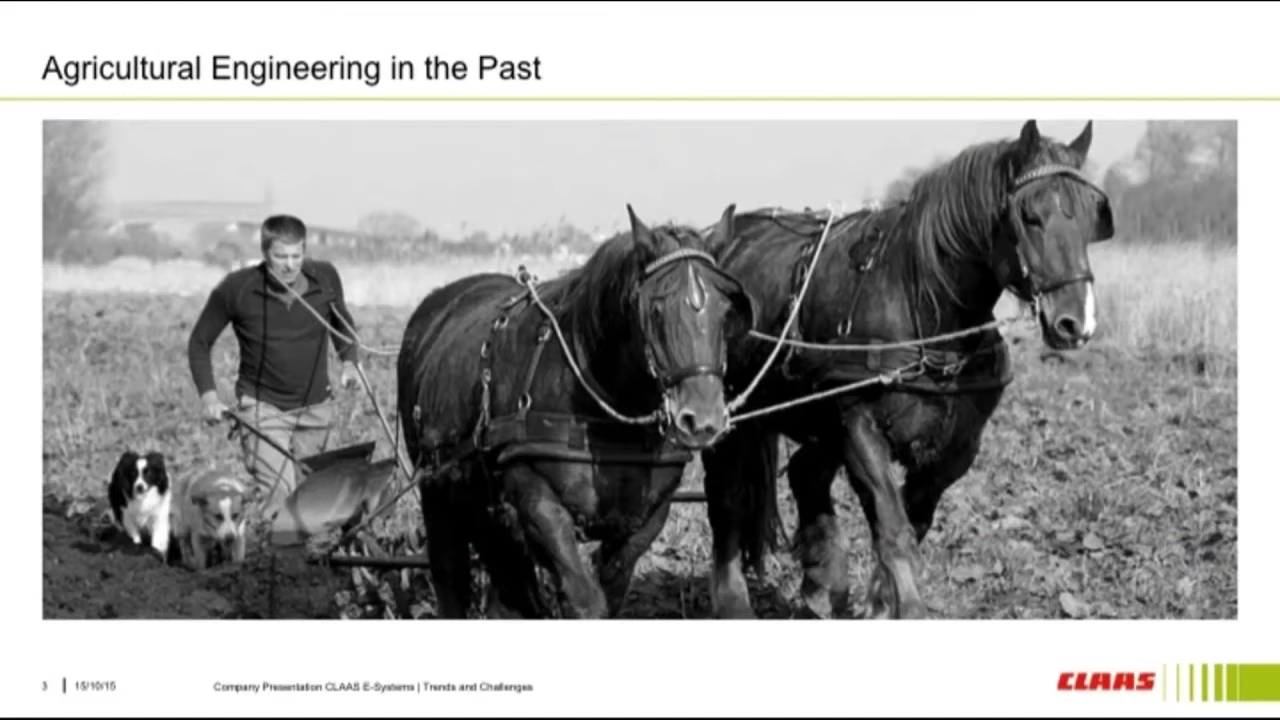 Agricultural Engineering in the Past
3 | 15/10/15 Company Presentation CLAAS E-Systems | Trends and Challenges
CLAAS